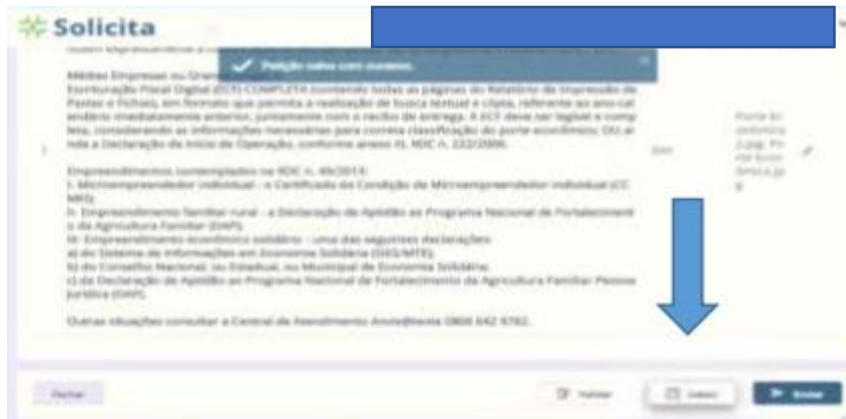 Solicita
Petição salva com sucesso.
Médias Empresas ou Grandes
Escrituração Fiscal Digital (ECF) COMPLETA (contendo todas as páginas do Relatório de Impressão de
Pastas e Fichas), em formato que permita a realização de busca textual e cópia, referente ao ano-cal
endário imediatamente anterior, juntamente com o recibo de entrega. A ECF deve ser legível e comp
leta, considerando as informações necessárias para correta classificação do porte econômico; OU ai
nda a Declaração de Início de Operação, conforme anexo III, RDC n. 222/2006.
Empreendimentos contemplados na RDC n. 49/2013:
I. Microempreendedor individual - o Certificado da Condição de Microempreendedor Individual (CC
MEI);
II. Empreendimento familiar rural - a Declaração de Aptidão ao Programa Nacional de Fortaleciment
o da Agricultura Familiar (DAP);
III. Empreendimento econômico solidário - uma das seguintes declarações:
a) do Sistema de Informações em Economia Solidária (SIES/MTE);
b) do Conselho Nacional, ou Estadual, ou Municipal de Economia Solidária;
c) da Declaração de Aptidão ao Programa Nacional de Fortalecimento da Agricultura Familiar Pessoa
Jurídica (DAP).
Outras situações consultar a Central de Atendimento Anvis@tende 0800 642 9782.
Fechar
Validar
Salvar
Enviar